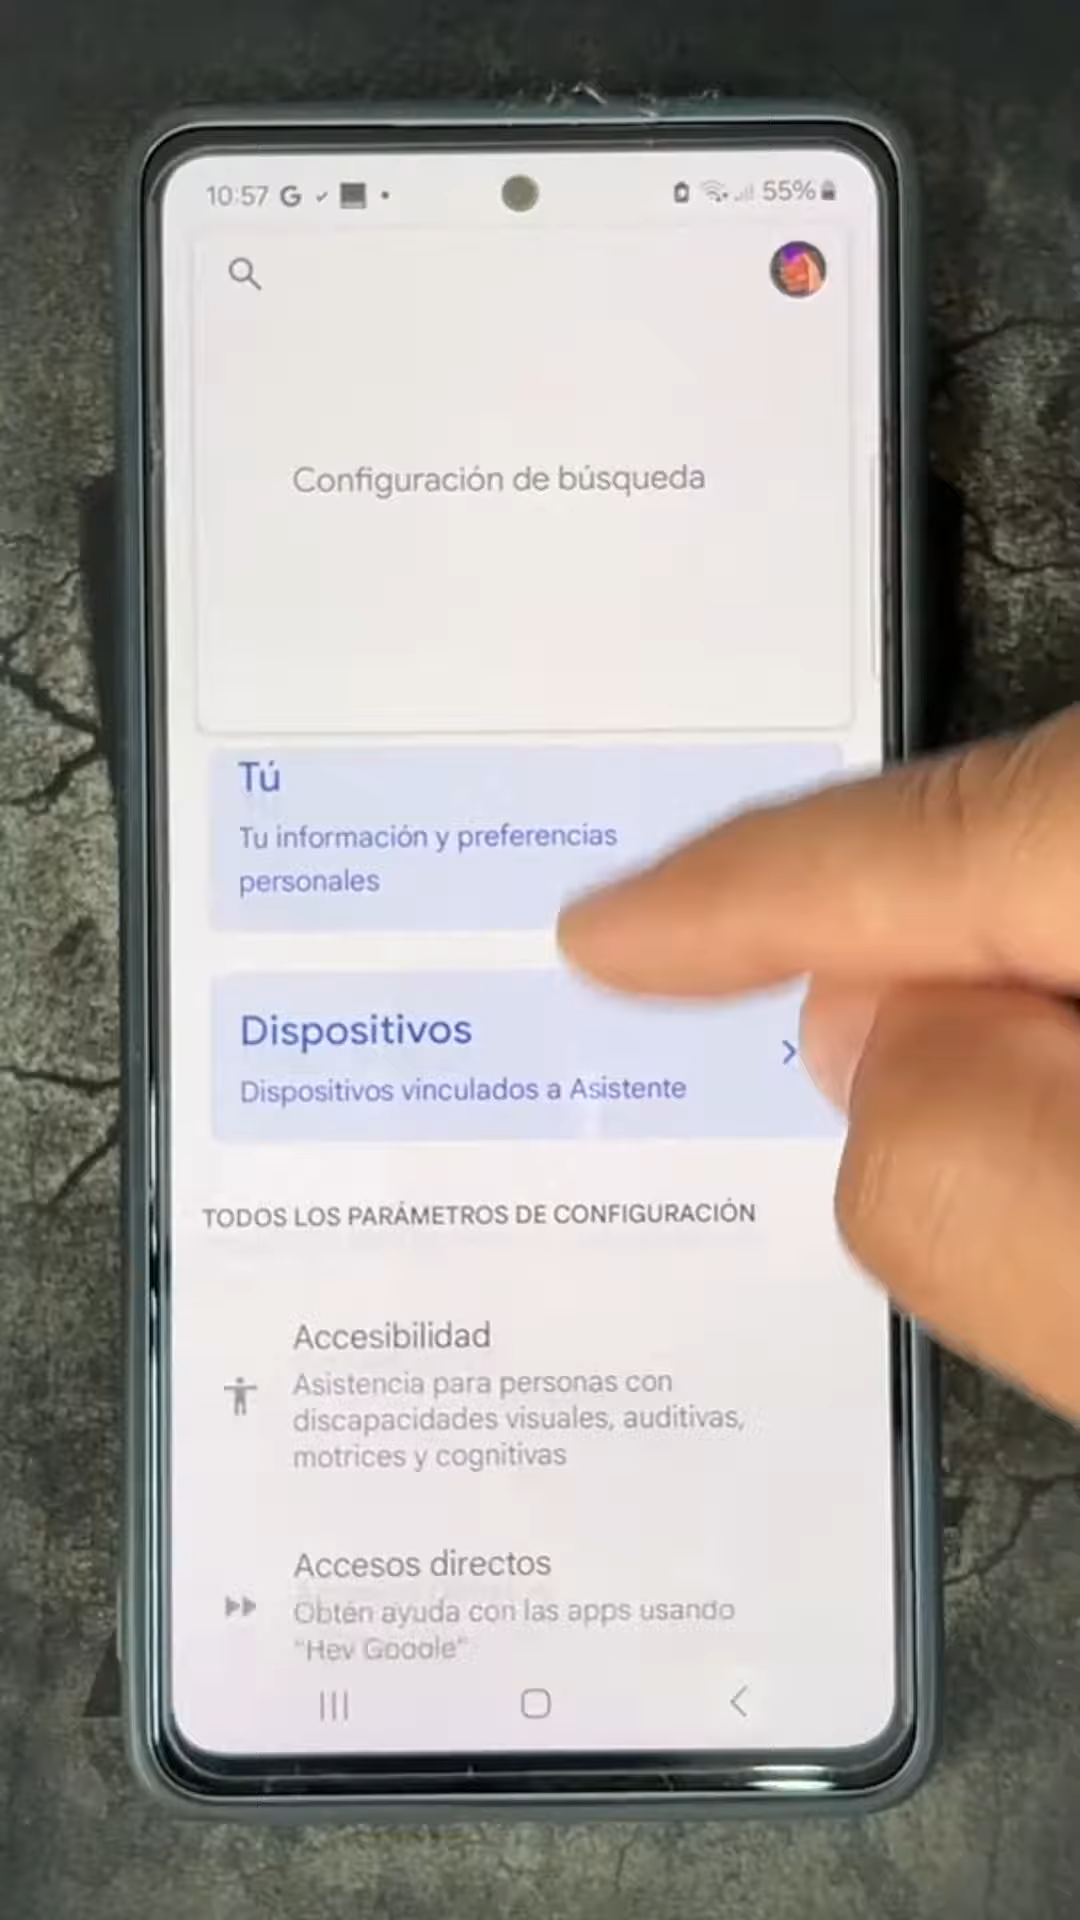 10:57 G
55%
Configuración de búsqueda
Tú
Tu información y preferencias
personales
Dispositivos
Dispositivos vinculados a Asistente
TODOS LOS PARÁMETROS DE CONFIGURACIÓN
Accesibilidad
Asistencia para personas con
discapacidades visuales, auditivas,
motrices y cognitivas
Accesos directos
Obtén ayuda con las apps usando
"Hey Google"